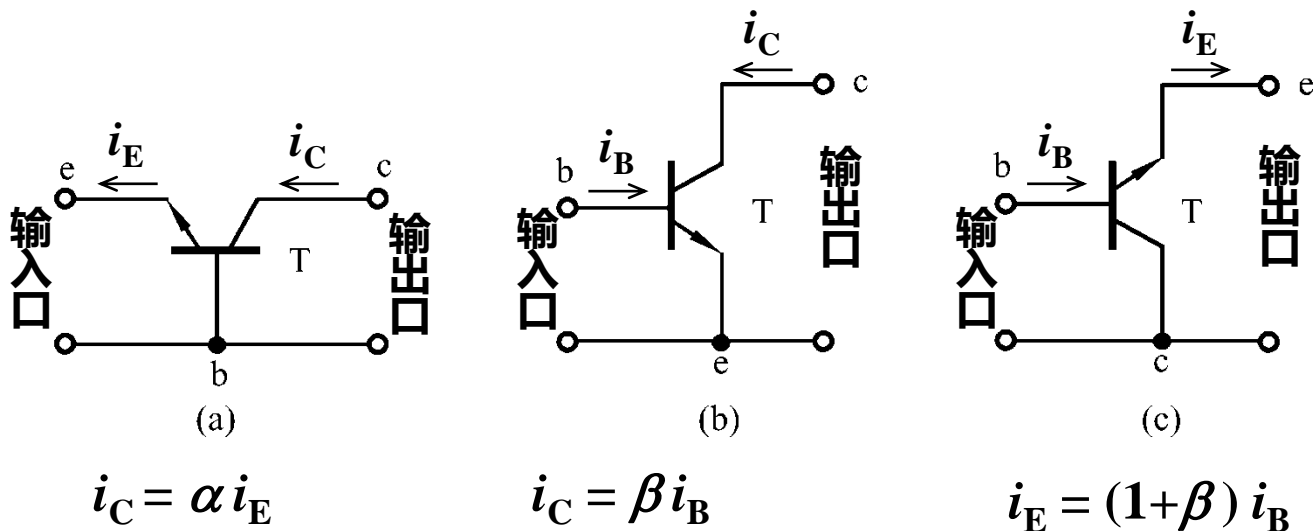 i_E
i_C
e
c
输入口
输出口
T
b
(a)
i_C = α i_E
i_C
c
i_B
b
输入口
输出口
T
e
(b)
i_C = β i_B
i_E
e
i_B
b
输入口
输出口
T
c
(c)
i_E = (1+β) i_B